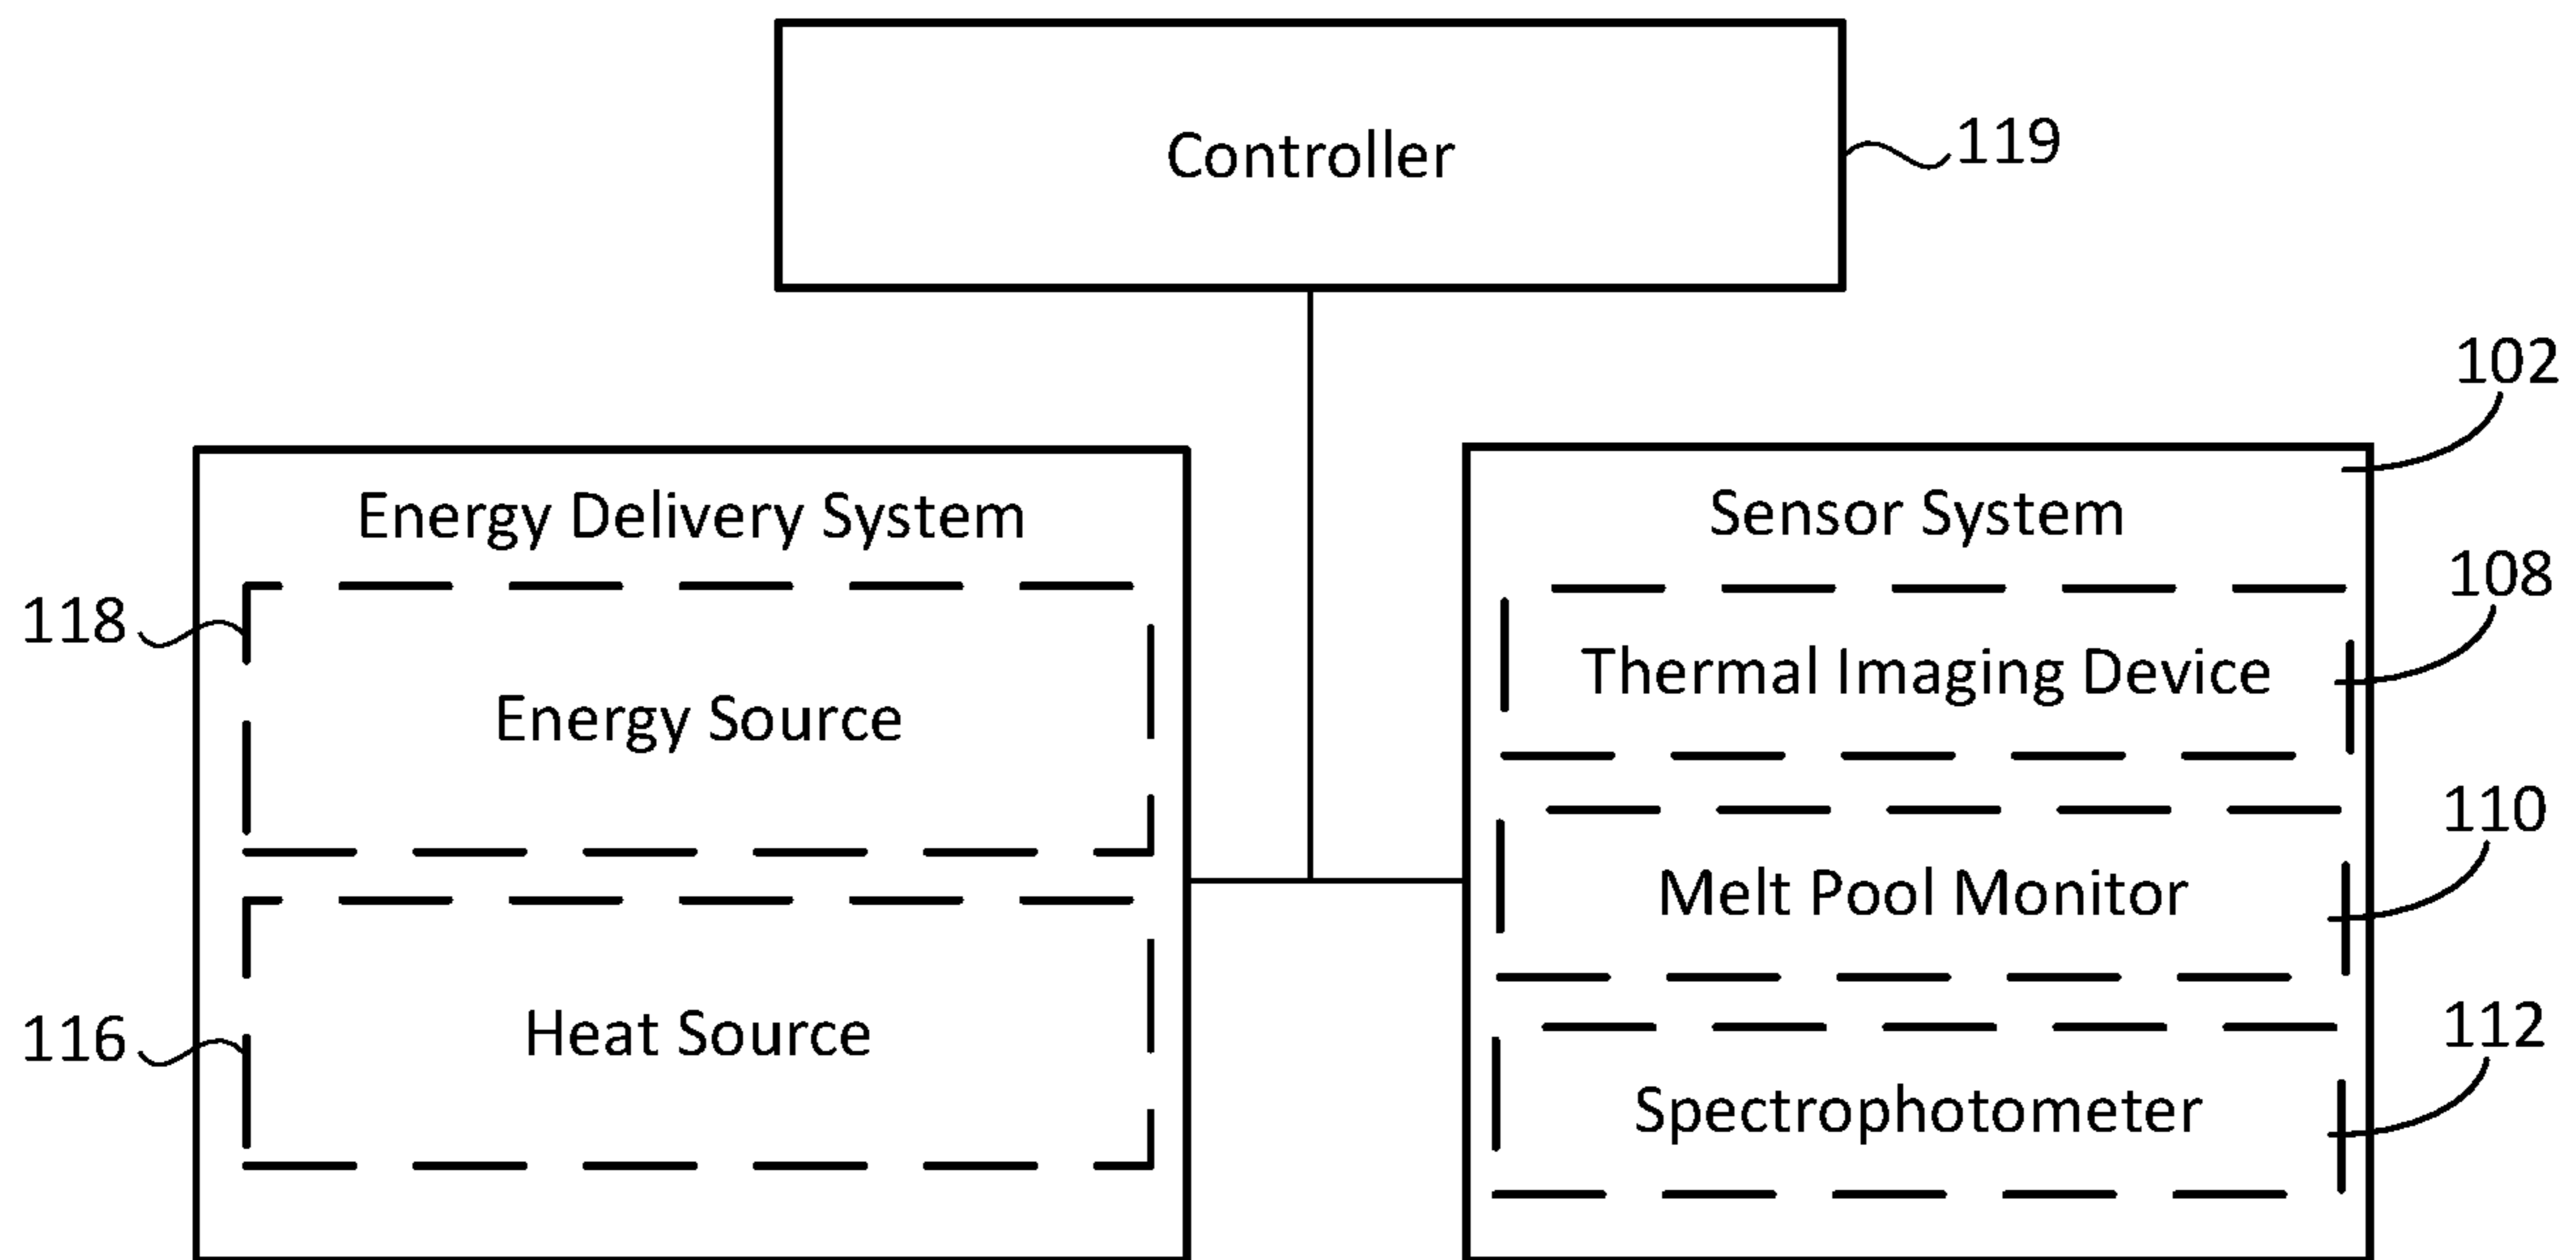 Controller
119
102
Energy Delivery System
Sensor System
118
Energy Source
108
Thermal Imaging Device
110
Melt Pool Monitor
116
Heat Source
112
Spectrophotometer